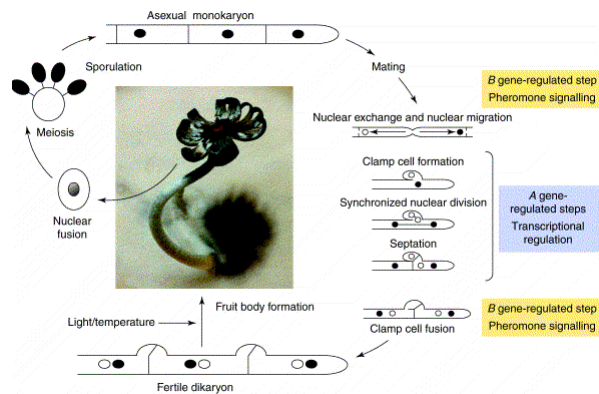 Asexual monokaryon
Sporulation
Mating
B gene-regulated step
Pheromone signalling
Meiosis
Nuclear exchange and nuclear migration
Clamp cell formation
Synchronized nuclear division
A gene-
regulated steps
Transcriptional
regulation
Septation
Nuclear
fusion
Fruit body formation
Light/temperature
B gene-regulated step
Pheromone signalling
Clamp cell fusion
Fertile dikaryon